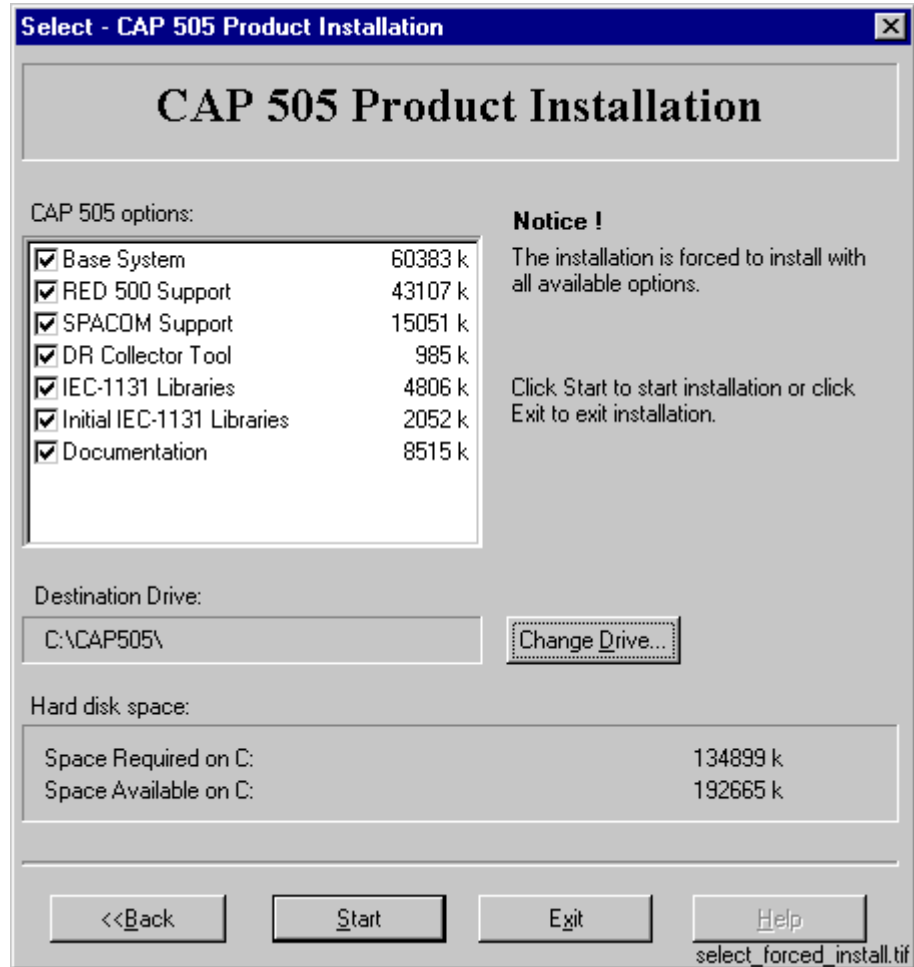 Select - CAP 505 Product Installation
CAP 505 Product Installation
CAP 505 options:
Base System 60383 k
RED 500 Support 43107 k
SPACOM Support 15051 k
DR Collector Tool 985 k
IEC-1131 Libraries 4806 k
Initial IEC-1131 Libraries 2052 k
Documentation 8515 k
Notice !
The installation is forced to install with
all available options.
Click Start to start installation or click
Exit to exit installation.
Destination Drive:
C:\CAP505\
Change Drive...
Hard disk space:
Space Required on C: 134899 k
Space Available on C: 192665 k
<<Back Start Exit Help
select_forced_install.tif